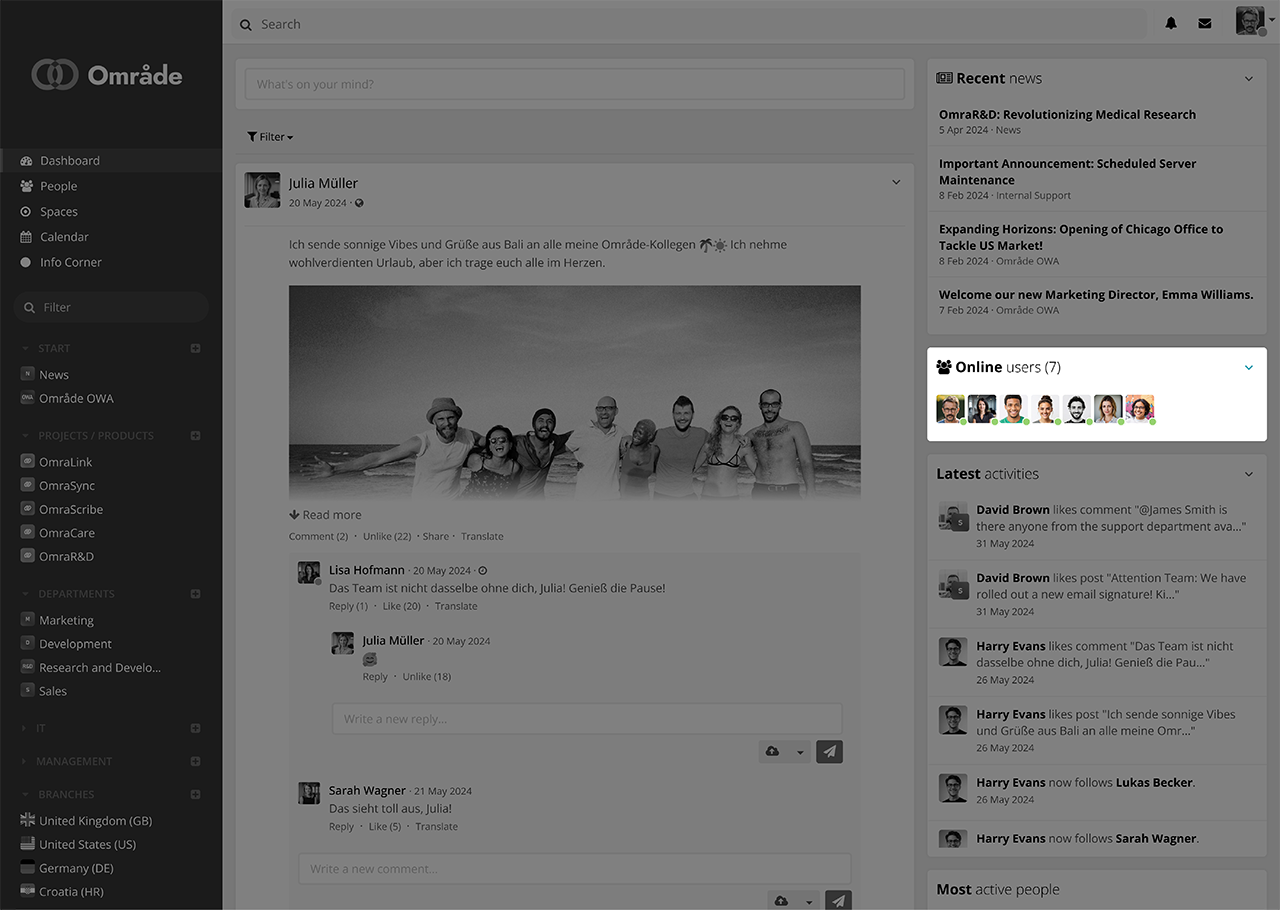 Område
Dashboard
People
Spaces
Calendar
Info Corner
Filter
START
N News
OWA Område OWA
PROJECTS / PRODUCTS
OmraLink
OmraSync
OmraScribe
OmraCare
OmraR&D
DEPARTMENTS
M Marketing
D Development
R&D Research and Develo...
S Sales
IT
MANAGEMENT
BRANCHES
United Kingdom (GB)
United States (US)
Germany (DE)
Croatia (HR)
Search
What's on your mind?
Filter
Julia Müller
20 May 2024 ·
Ich sende sonnige Vibes und Grüße aus Bali an alle meine Område-Kollegen 🌴☀️ Ich nehme
wohlverdienten Urlaub, aber ich trage euch alle im Herzen.
Read more
Comment (2) · Unlike (22) · Share · Translate
Lisa Hofmann · 20 May 2024 ·
Das Team ist nicht dasselbe ohne dich, Julia! Genieß die Pause!
Reply (1) · Like (20) · Translate
Julia Müller · 20 May 2024
🤗
Reply · Unlike (18)
Write a new reply...
Sarah Wagner · 21 May 2024
Das sieht toll aus, Julia!
Reply · Like (5) · Translate
Write a new comment...
Recent news
OmraR&D: Revolutionizing Medical Research
5 Apr 2024 · News
Important Announcement: Scheduled Server
Maintenance
8 Feb 2024 · Internal Support
Expanding Horizons: Opening of Chicago Office to
Tackle US Market!
8 Feb 2024 · Område OWA
Welcome our new Marketing Director, Emma Williams.
7 Feb 2024 · Område OWA
Online users (7)
Latest activities
David Brown likes comment "@James Smith is
there anyone from the support department ava..."
S
31 May 2024
David Brown likes post "Attention Team: We have
rolled out a new email signature! Ki..."
S
31 May 2024
Harry Evans likes comment "Das Team ist nicht
dasselbe ohne dich, Julia! Genieß die Pau..."
26 May 2024
Harry Evans likes post "Ich sende sonnige Vibes
und Grüße aus Bali an alle meine Omr..."
26 May 2024
Harry Evans now follows Lukas Becker.
26 May 2024
Harry Evans now follows Sarah Wagner.
Most active people